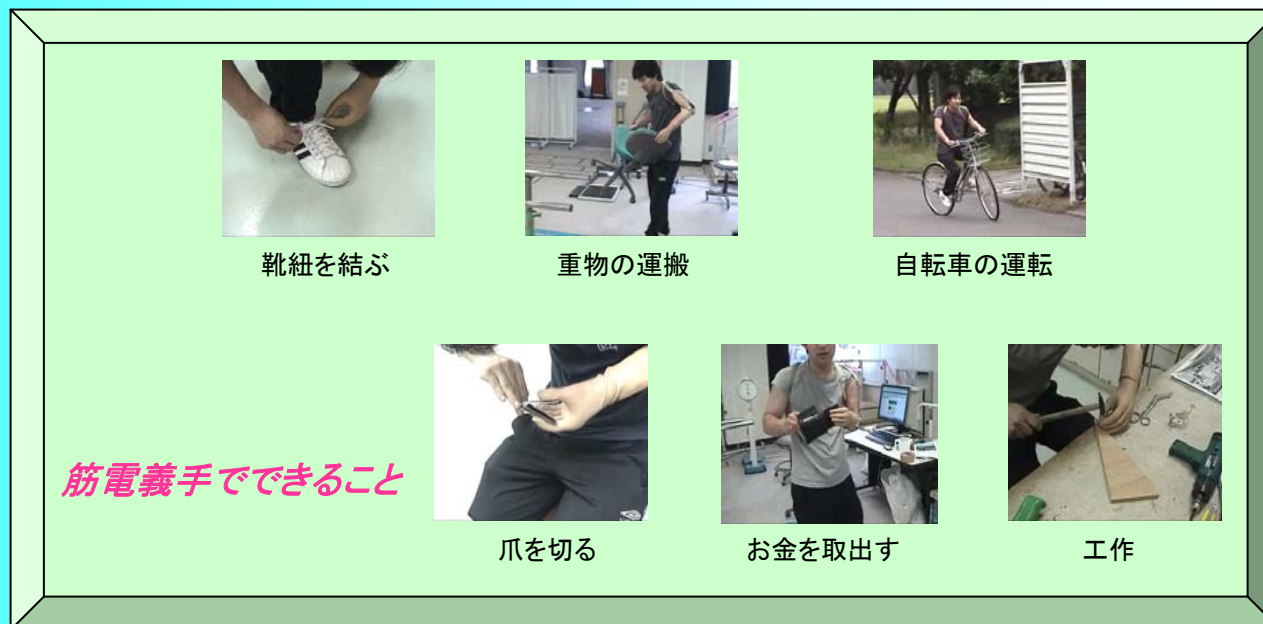 靴紐を結ぶ
重物の運搬
自転車の運転
筋電義手でできること
爪を切る
お金を取出す
工作